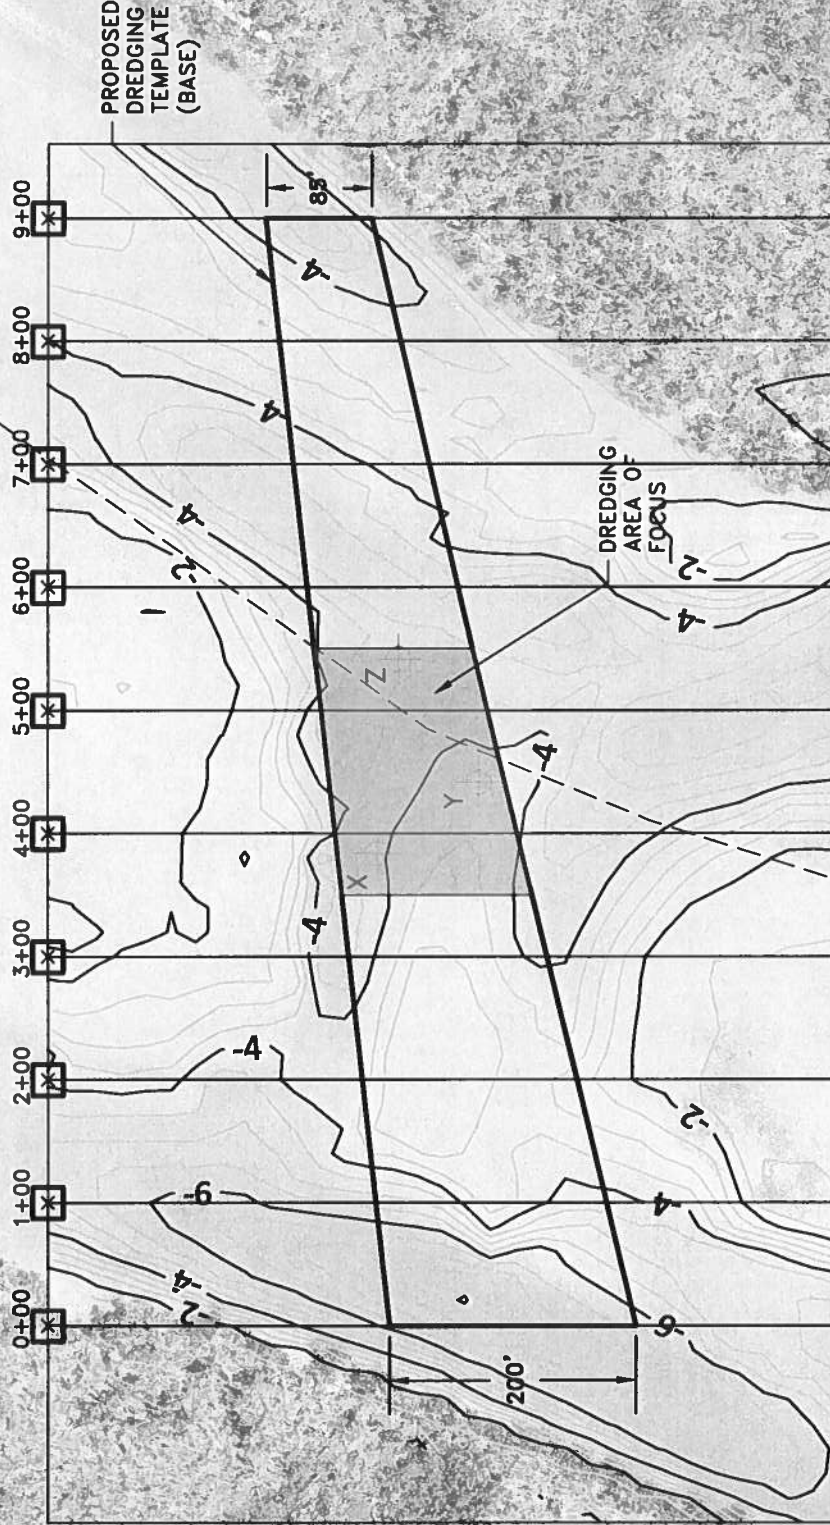 PROPOSED
DREDGING
TEMPLATE
(BASE)
9+00
8+00
7+00
6+00
5+00
4+00
3+00
2+00
1+00
0+00
85'
-4
4
-4
-2
DREDGING
AREA OF
FOCUS
-2
-4
Z
Y
X
-4
-4
-4
-2
-6
-4
-4
-2
-6
200'